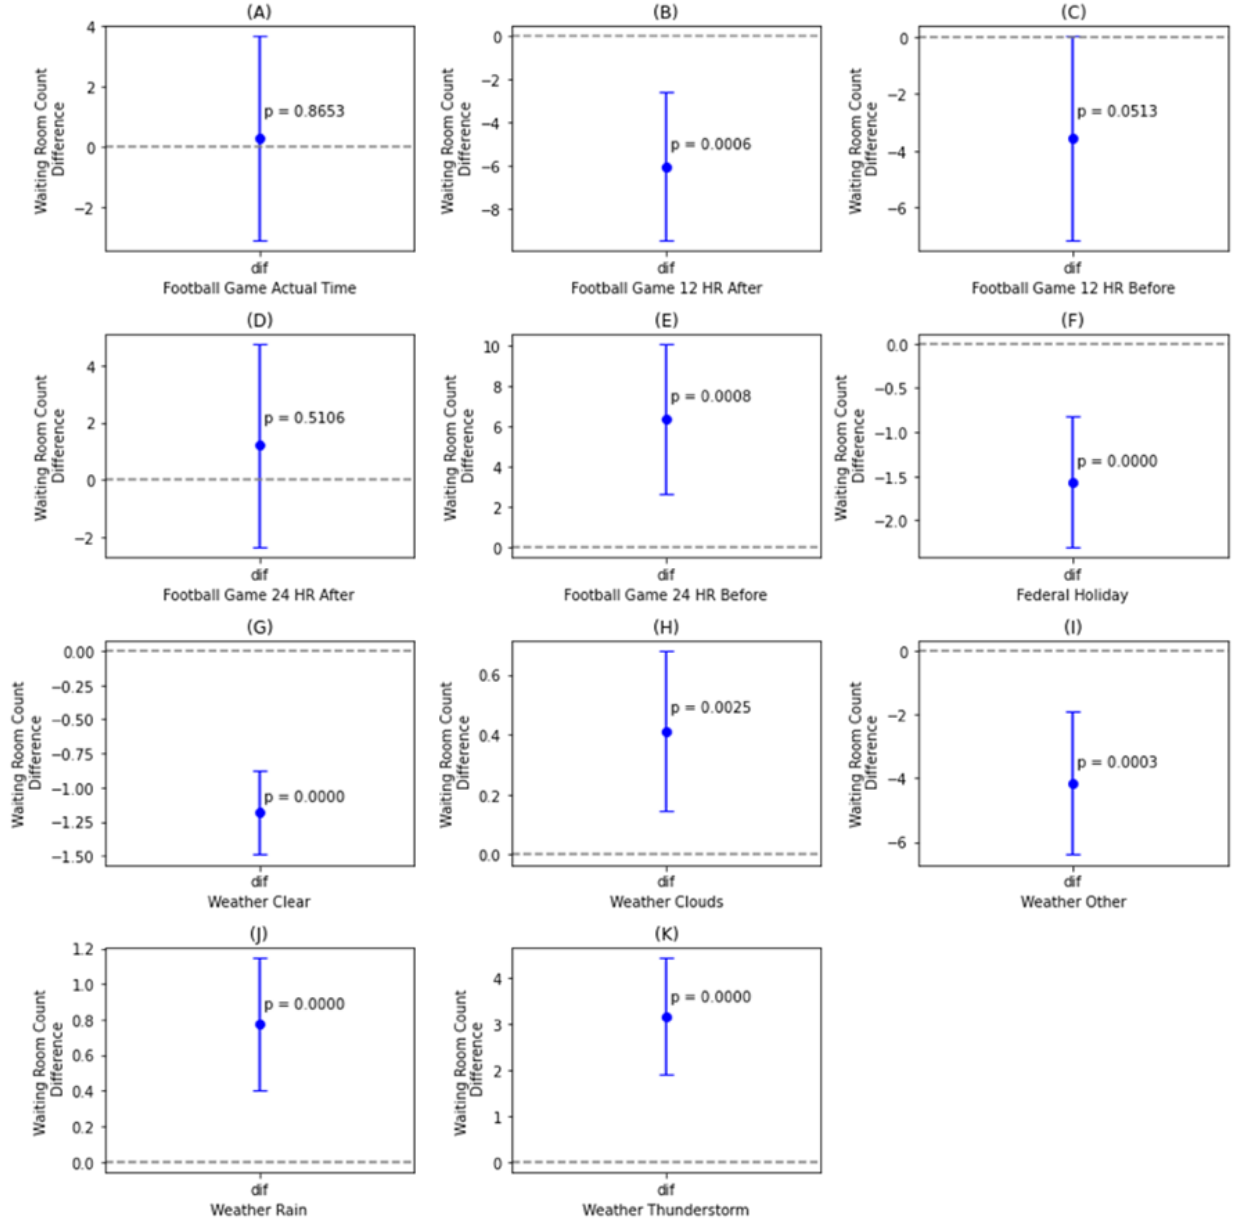 (A)
4
2
0
−2
Waiting Room Count
Difference
p = 0.8653
dif
Football Game Actual Time
(B)
0
−2
−4
−6
−8
Waiting Room Count
Difference
p = 0.0006
dif
Football Game 12 HR After
(C)
0
−2
−4
−6
Waiting Room Count
Difference
p = 0.0513
dif
Football Game 12 HR Before
(D)
4
2
0
−2
Waiting Room Count
Difference
p = 0.5106
dif
Football Game 24 HR After
(E)
10
8
6
4
2
0
Waiting Room Count
Difference
p = 0.0008
dif
Football Game 24 HR Before
(F)
0.0
−0.5
−1.0
−1.5
−2.0
Waiting Room Count
Difference
p = 0.0000
dif
Federal Holiday
(G)
0.00
−0.25
−0.50
−0.75
−1.00
−1.25
−1.50
Waiting Room Count
Difference
p = 0.0000
dif
Weather Clear
(H)
0.6
0.4
0.2
0.0
Waiting Room Count
Difference
p = 0.0025
dif
Weather Clouds
(I)
0
−2
−4
−6
Waiting Room Count
Difference
p = 0.0003
dif
Weather Other
(J)
1.2
1.0
0.8
0.6
0.4
0.2
0.0
Waiting Room Count
Difference
p = 0.0000
dif
Weather Rain
(K)
4
3
2
1
0
Waiting Room Count
Difference
p = 0.0000
dif
Weather Thunderstorm